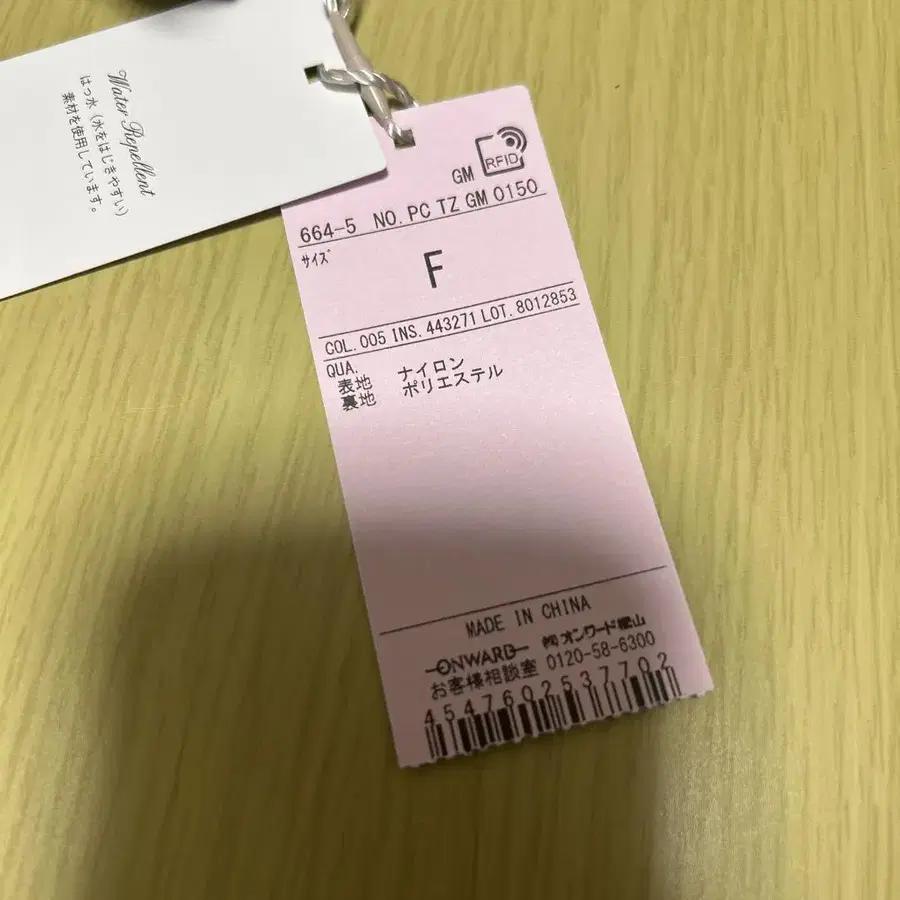 Water Repellent
はっ水（水をはじきやすい）
素材を使用しています。
RFID
GM
664-5 NO. PC TZ GM 0150
サイズ
F
COL. 005 INS. 443271 LOT. 8012853
QUA.
表地 ナイロン
裏地 ポリエステル
MADE IN CHINA
ONWARD ㈱オンワード樫山
お客様相談室 0120-58-6300
4547602537702